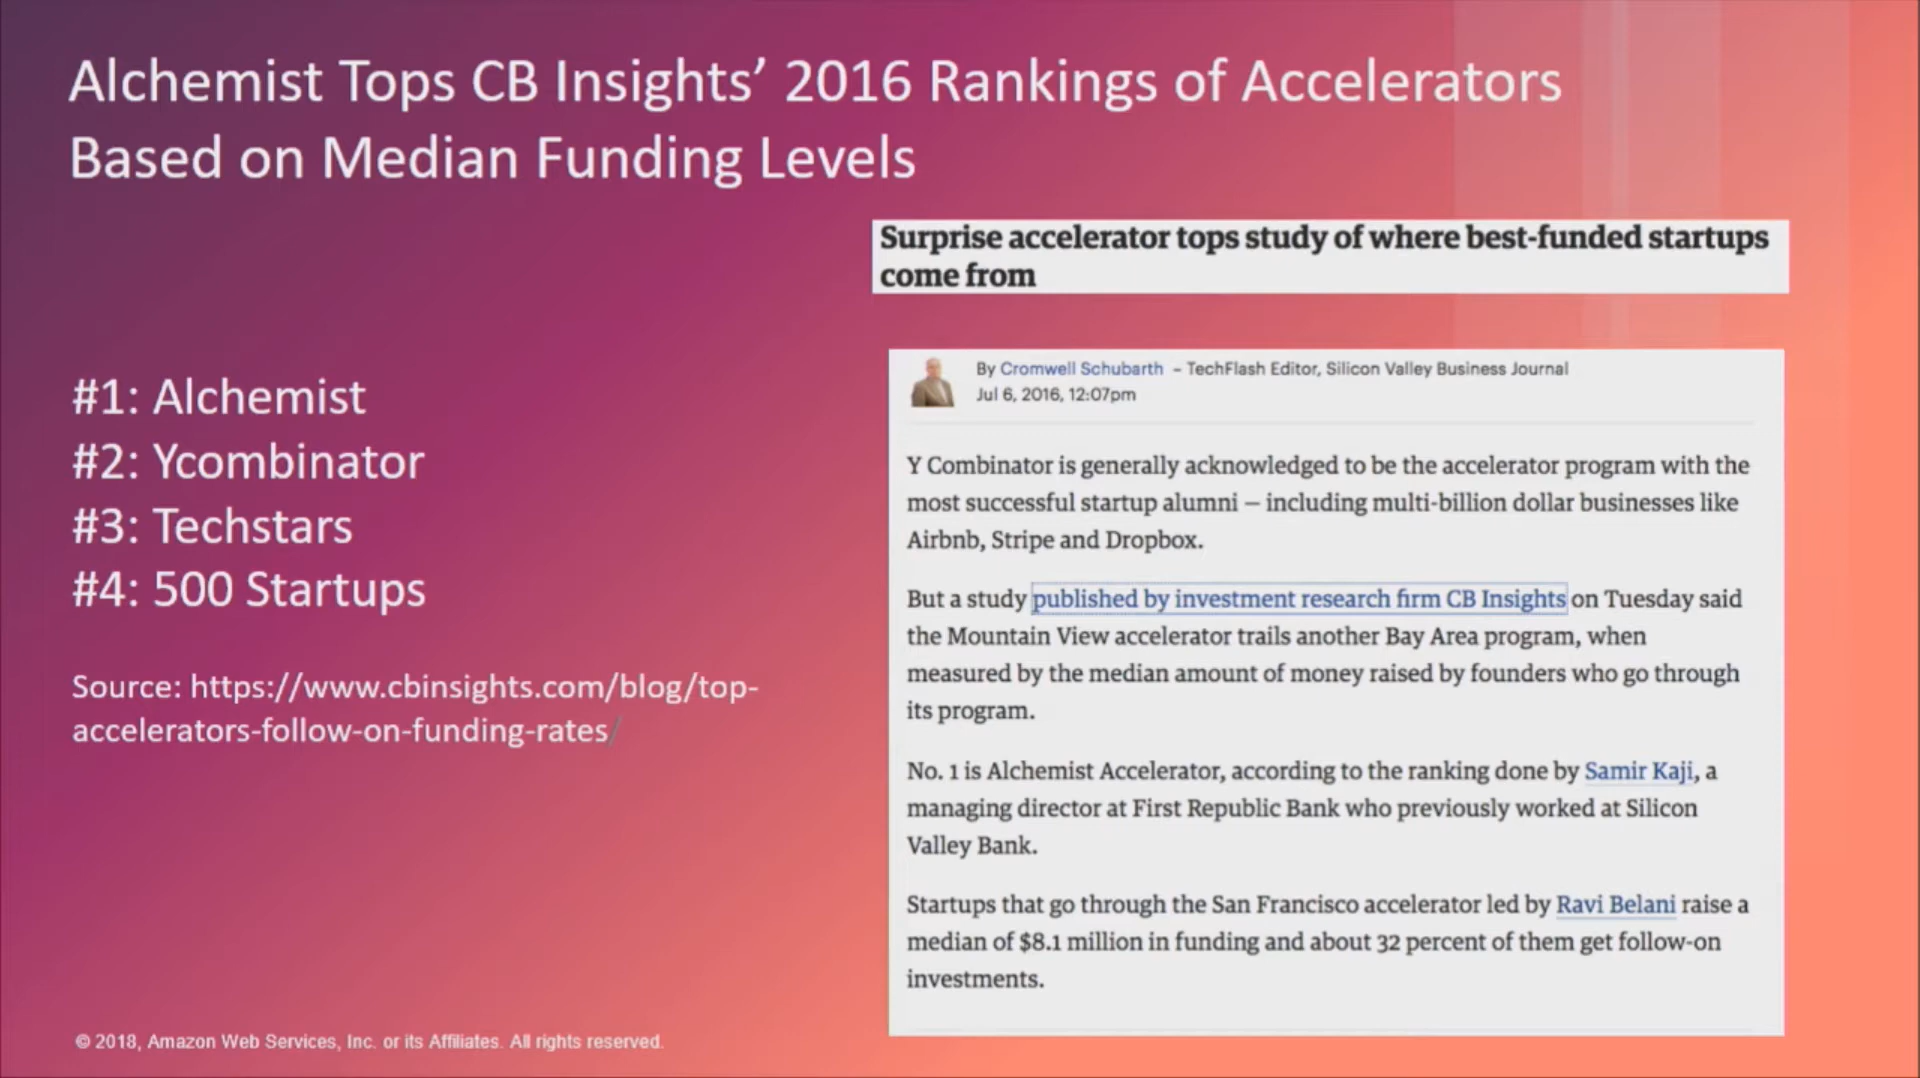 Alchemist Tops CB Insights’ 2016 Rankings of Accelerators
Based on Median Funding Levels
#1: Alchemist
#2: Ycombinator
#3: Techstars
#4: 500 Startups
Source: https://www.cbinsights.com/blog/top-
accelerators-follow-on-funding-rates/
Surprise accelerator tops study of where best-funded startups
come from
By Cromwell Schubarth – TechFlash Editor, Silicon Valley Business Journal
Jul 6, 2016, 12:07pm
Y Combinator is generally acknowledged to be the accelerator program with the
most successful startup alumni — including multi-billion dollar businesses like
Airbnb, Stripe and Dropbox.
But a study published by investment research firm CB Insights on Tuesday said
the Mountain View accelerator trails another Bay Area program, when
measured by the median amount of money raised by founders who go through
its program.
No. 1 is Alchemist Accelerator, according to the ranking done by Samir Kaji, a
managing director at First Republic Bank who previously worked at Silicon
Valley Bank.
Startups that go through the San Francisco accelerator led by Ravi Belani raise a
median of $8.1 million in funding and about 32 percent of them get follow-on
investments.
© 2018, Amazon Web Services, Inc. or its Affiliates. All rights reserved.